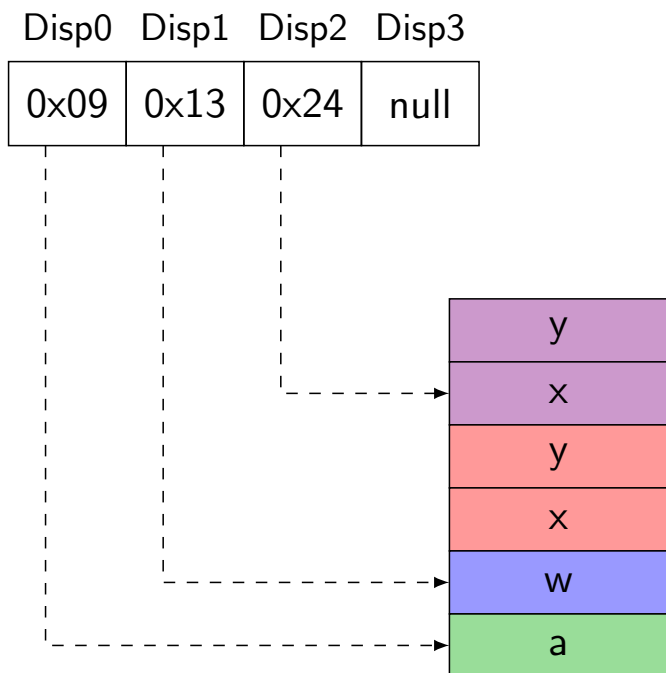 Disp0 Disp1 Disp2 Disp3
0x09 0x13 0x24 null
y
x
y
x
w
a